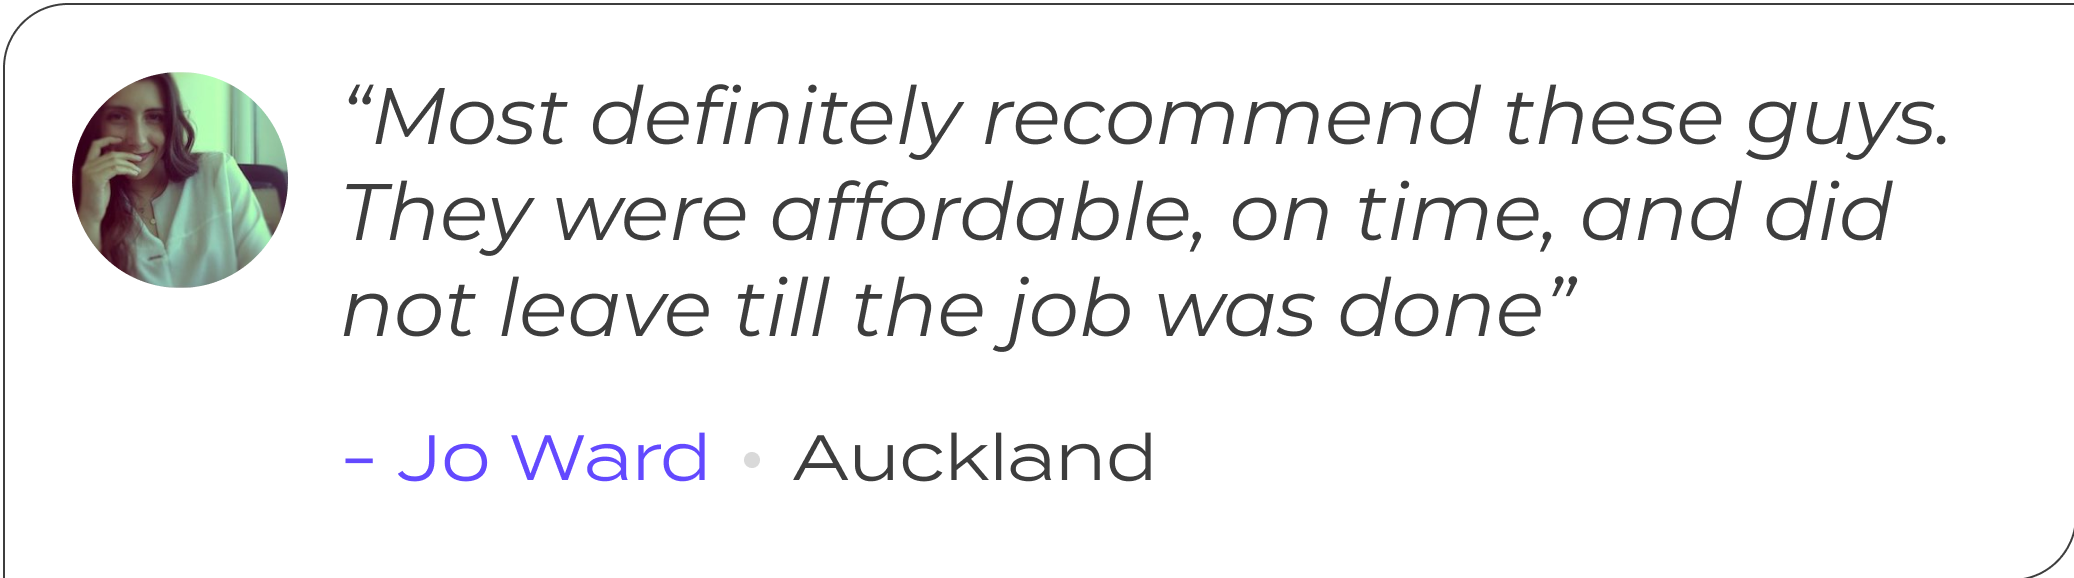 “Most definitely recommend these guys.
They were affordable, on time, and did
not leave till the job was done”
– Jo Ward • Auckland